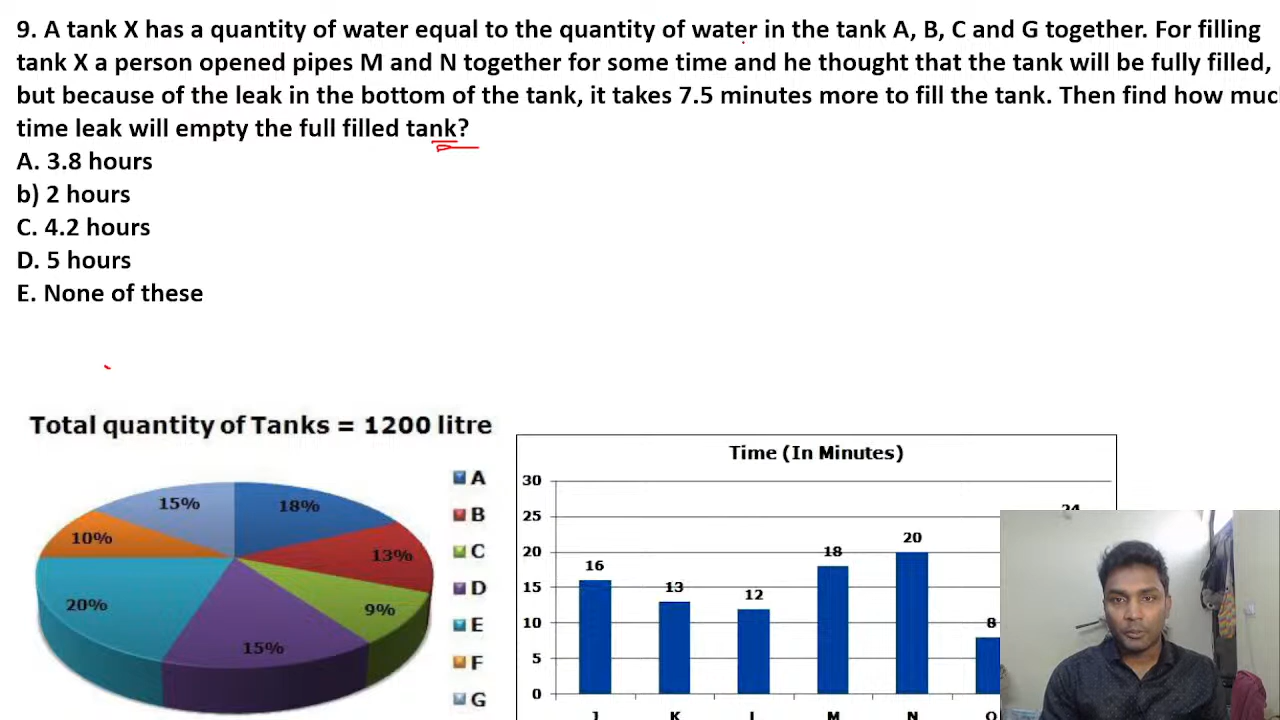 9. A tank X has a quantity of water equal to the quantity of water in the tank A, B, C and G together. For filling
tank X a person opened pipes M and N together for some time and he thought that the tank will be fully filled,
but because of the leak in the bottom of the tank, it takes 7.5 minutes more to fill the tank. Then find how
time leak will empty the full filled tank?
A. 3.8 hours
b) 2 hours
C. 4.2 hours
D. 5 hours
E. None of these
Total quantity of Tanks = 1200 litre
15%
18%
10%
13%
20%
9%
15%
A
B
C
D
E
F
G
Time (In Minutes)
30
25
20
15
10
5
0
16
13
12
18
20
8
J
K
M
N